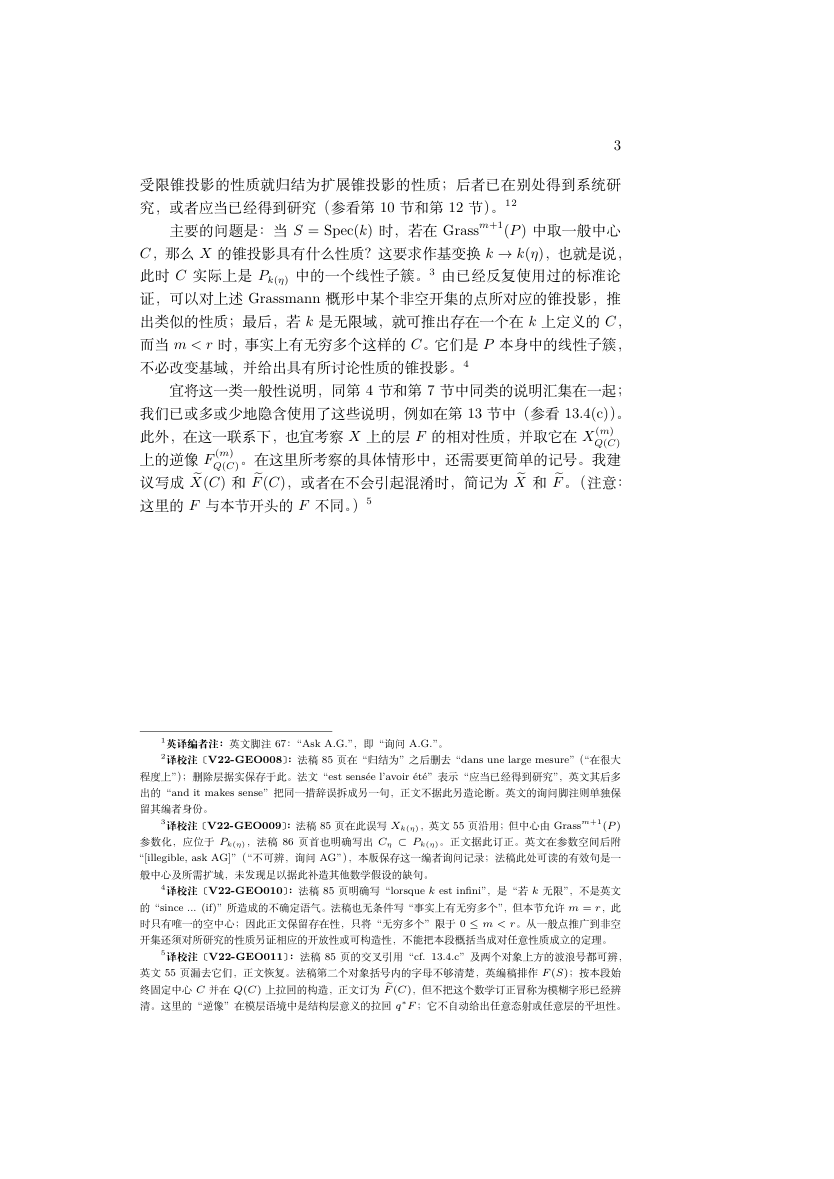 3
受限锥投影的性质就归结为扩展锥投影的性质；后者已在别处得到系统研
究，或者应当已经得到研究（参看第 10 节和第 12 节）。¹²
主要的问题是：当 S = Spec(k) 时，若在 Grass^{m+1}(P) 中取一般中心
C，那么 X 的锥投影具有什么性质？这要求作基变换 k → k(η)，也就是说，
此时 C 实际上是 P_{k(η)} 中的一个线性子簇。³ 由已经反复使用过的标准论
证，可以对上述 Grassmann 概形中某个非空开集的点所对应的锥投影，推
出类似的性质；最后，若 k 是无限域，就可推出存在一个在 k 上定义的 C，
而当 m < r 时，事实上有无穷多个这样的 C。它们是 P 本身中的线性子簇，
不必改变基域，并给出具有所讨论性质的锥投影。⁴
宜将这一类一般性说明，同第 4 节和第 7 节中同类的说明汇集在一起；
我们已或多或少地隐含使用了这些说明，例如在第 13 节中（参看 13.4(c)）。
此外，在这一联系下，也宜考察 X 上的层 F 的相对性质，并取它在 X^{(m)}_{Q(C)}
上的逆像 F^{(m)}_{Q(C)}。在这里所考察的具体情形中，还需要更简单的记号。我建
议写成 X̃(C) 和 F̃(C)，或者在不会引起混淆时，简记为 X̃ 和 F̃。（注意：
这里的 F 与本节开头的 F 不同。）⁵
¹英译编者注：英文脚注 67：“Ask A.G.”，即 “询问 A.G.”。
²译校注〔V22-GEO008〕：法稿 85 页在 “归结为” 之后删去 “dans une large mesure”（“在很大
程度上”）；删除层据实保存于此。法文 “est sensée l’avoir été” 表示 “应当已经得到研究”，英文其后多
出的 “and it makes sense” 把同一措辞误拆成另一句，正文不据此另造论断。英文的询问脚注则单独保
留其编者身份。
³译校注〔V22-GEO009〕：法稿 85 页在此误写 X_{k(η)}，英文 55 页沿用；但中心由 Grass^{m+1}(P)
参数化，应位于 P_{k(η)}，法稿 86 页首也明确写出 C_η ⊂ P_{k(η)}。正文据此订正。英文在参数空间后附
“[illegible, ask AG]”（“不可辨，询问 AG”），本版保存这一编者询问记录；法稿此处可读的有效句是一
般中心及所需扩域，未发现足以据此补造其他数学假设的缺句。
⁴译校注〔V22-GEO010〕：法稿 85 页明确写 “lorsque k est infini”，是 “若 k 无限”，不是英文
的 “since ... (if)” 所造成的不确定语气。法稿也无条件写 “事实上有无穷多个”，但本节允许 m = r，此
时只有唯一的空中心；因此正文保留存在性，只将 “无穷多个” 限于 0 ≤ m < r。从一般点推广到非空
开集还须对所研究的性质另证相应的开放性或可构造性，不能把本段概括当成对任意性质成立的定理。
⁵译校注〔V22-GEO011〕：法稿 85 页的交叉引用 “cf. 13.4.c” 及两个对象上方的波浪号都可辨，
英文 55 页漏去它们，正文恢复。法稿第二个对象括号内的字母不够清楚，英编稿排作 F(S)；按本段始
终固定中心 C 并在 Q(C) 上拉回的构造，正文订为 F̃(C)，但不把这个数学订正冒称为模糊字形已经辨
清。这里的 “逆像” 在模层语境中是结构层意义的拉回 q*F；它不自动给出任意态射或任意层的平坦性。